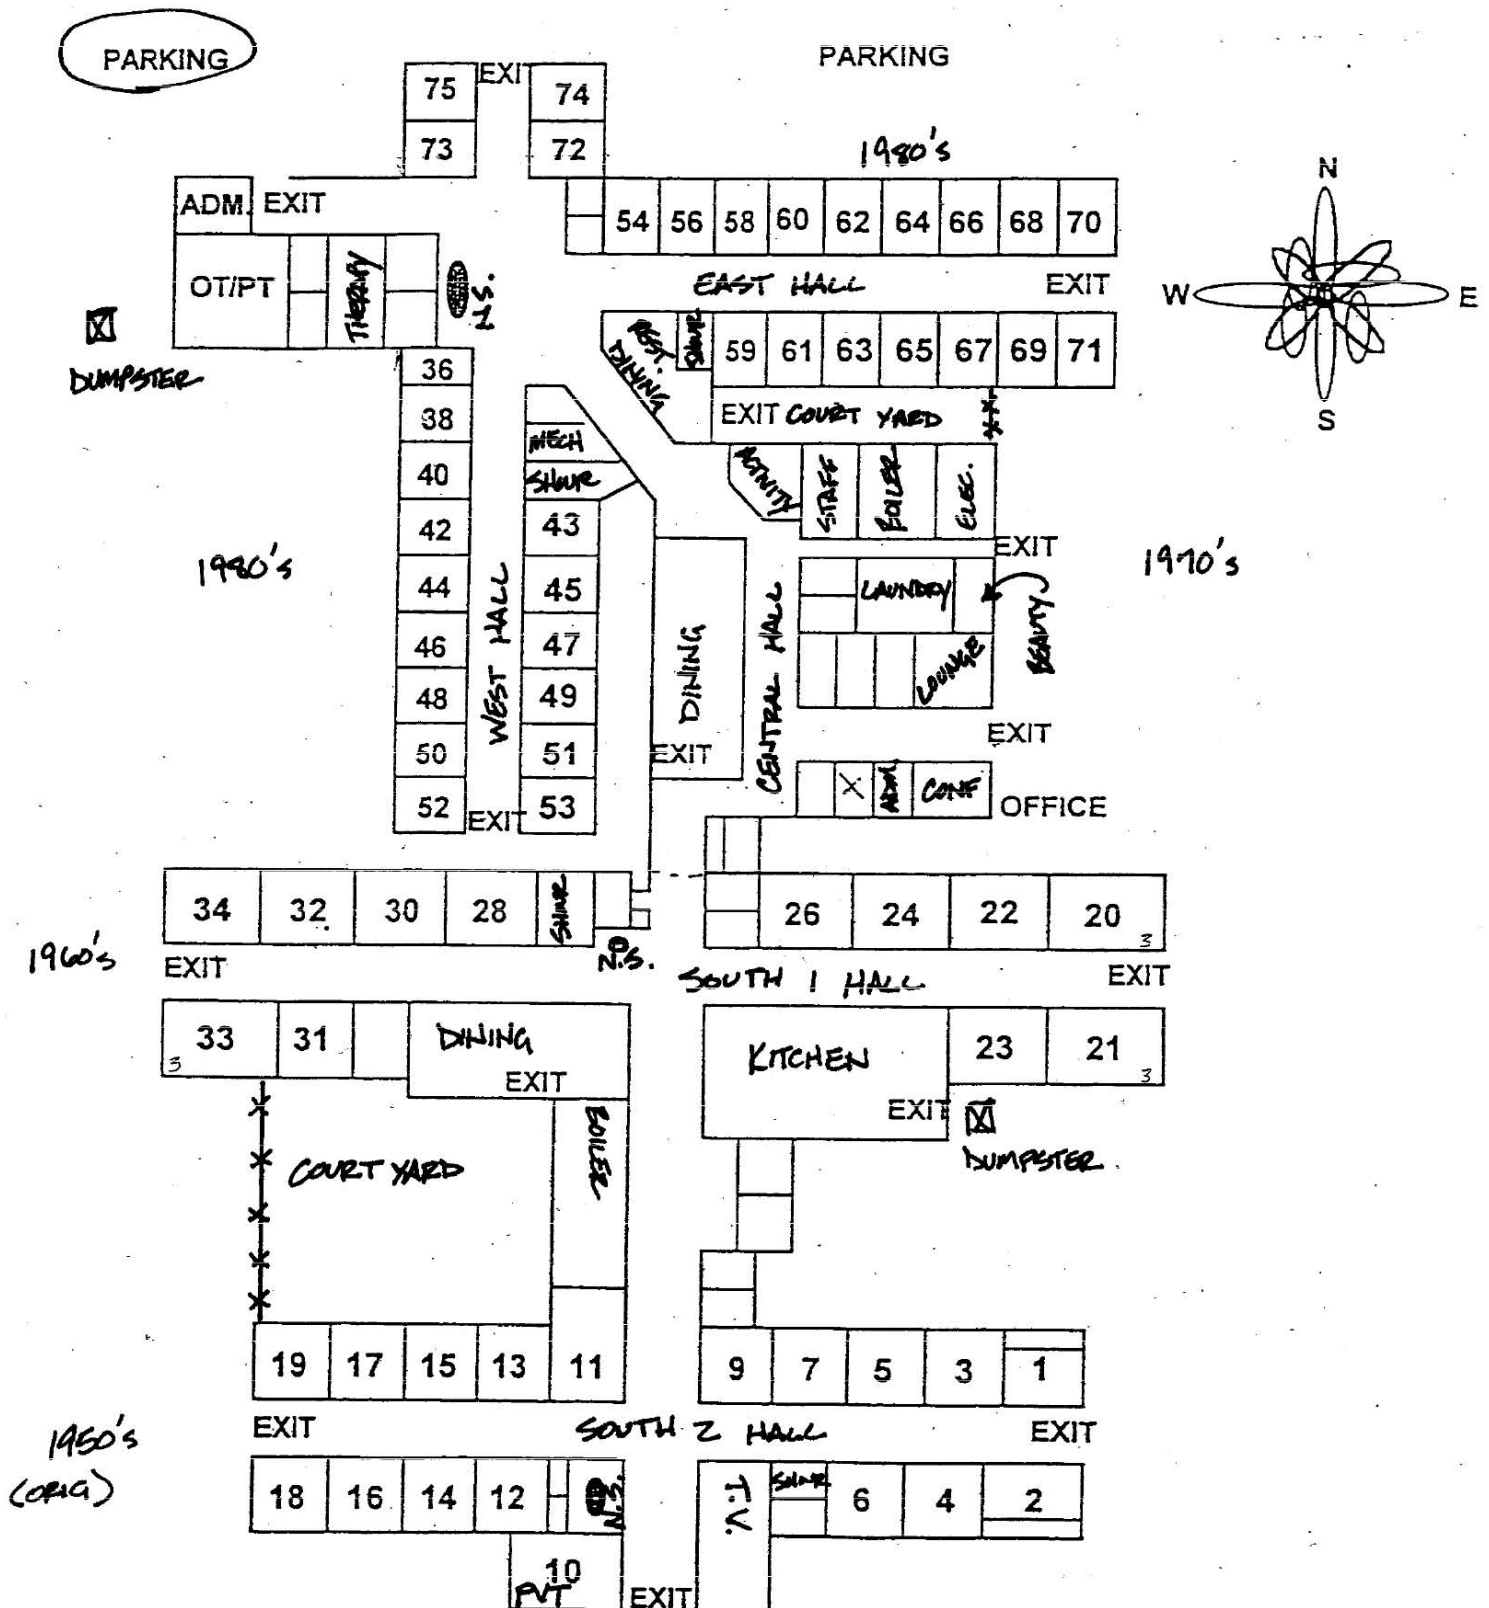 PARKING
PARKING
75 EXIT 74
73 72
1980's
N
ADM. EXIT
54 56 58 60 62 64 66 68 70
OT/PT THERAPY N.S.
EAST HALL EXIT
W E
DUMPSTER
36
ASST. DINING SHWR 59 61 63 65 67 69 71
38
EXIT COURT YARD
S
MECH
40 SHWR
ACTIVITY STAFF BOILER ELEC.
42 43
EXIT
1980's
1970's
44 45
WEST HALL
LAUNDRY
BEAUTY
46 47
DINING
CENTRAL HALL
LOUNGE
48 49
50 51
EXIT
EXIT
ADM. CONF OFFICE
52 EXIT 53
34 32 30 28 SHWR 26 24 22 20
3
1960's
EXIT N.S. SOUTH 1 HALL EXIT
33 31 DINING KITCHEN 23 21
3 3
EXIT
BOILER
EXIT
COURT YARD
DUMPSTER
19 17 15 13 11 9 7 5 3 1
1950's
(ORIG)
EXIT SOUTH 2 HALL EXIT
18 16 14 12 N.S. T.V. SHWR 6 4 2
10
PVT EXIT